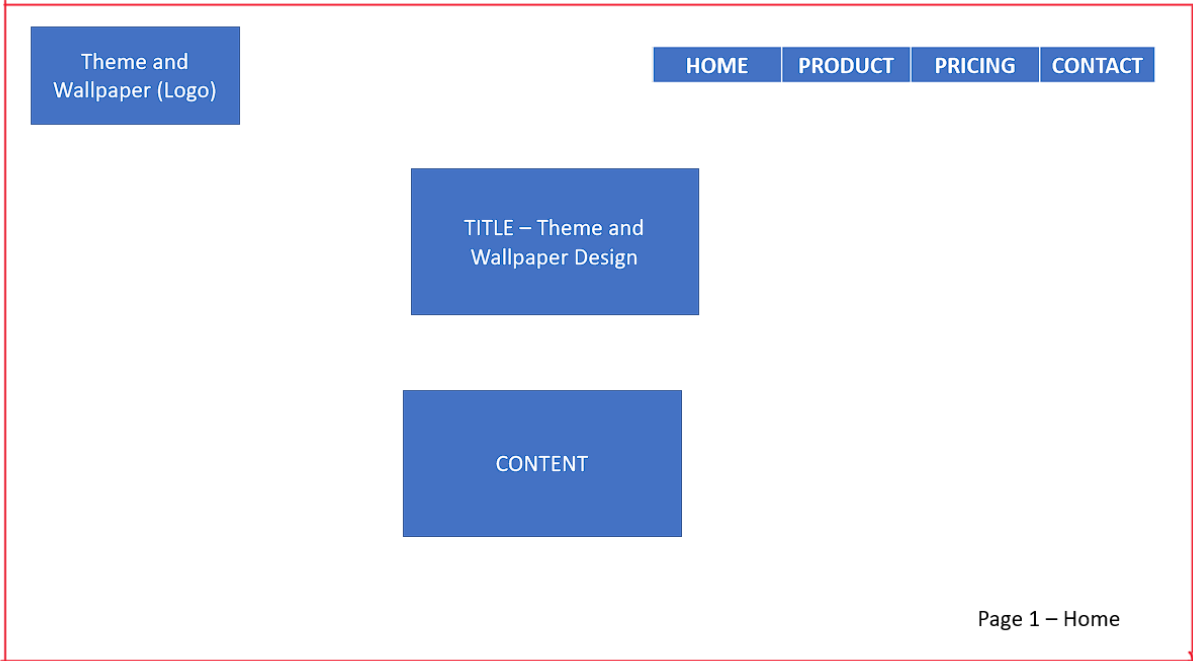 Theme and
Wallpaper (Logo)
HOME PRODUCT PRICING CONTACT
TITLE – Theme and
Wallpaper Design
CONTENT
Page 1 – Home